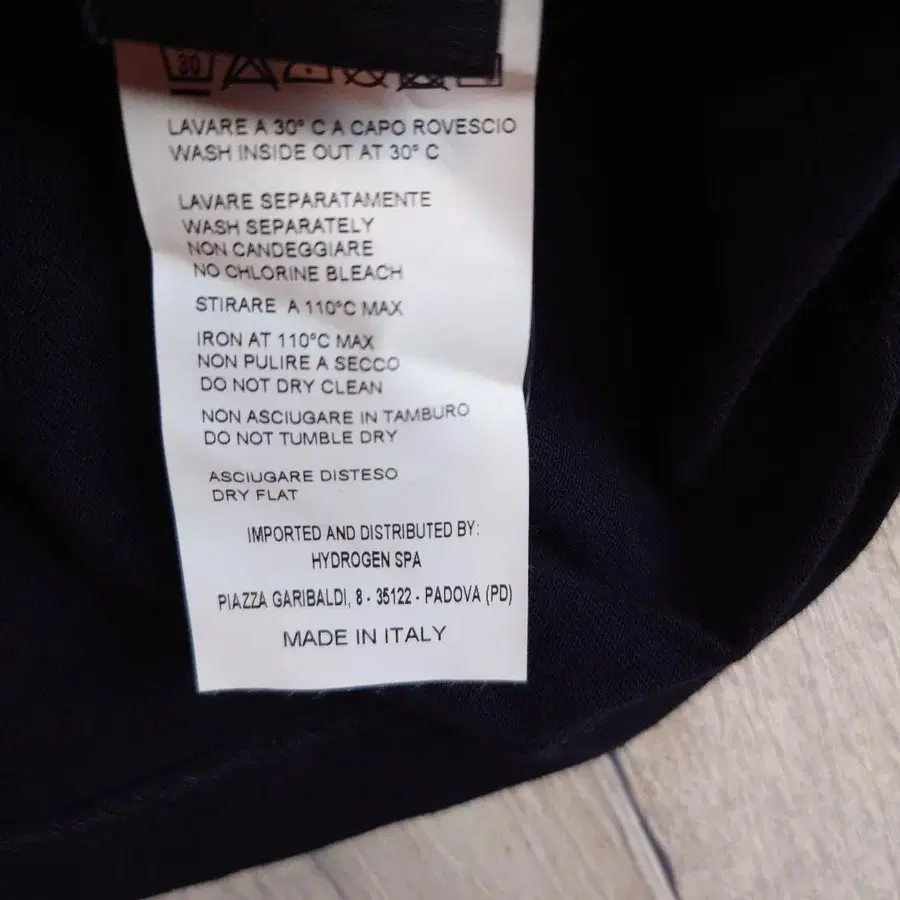 30
LAVARE A 30° C A CAPO ROVESCIO
WASH INSIDE OUT AT 30° C
LAVARE SEPARATAMENTE
WASH SEPARATELY
NON CANDEGGIARE
NO CHLORINE BLEACH
STIRARE A 110°C MAX
IRON AT 110°C MAX
NON PULIRE A SECCO
DO NOT DRY CLEAN
NON ASCIUGARE IN TAMBURO
DO NOT TUMBLE DRY
ASCIUGARE DISTESO
DRY FLAT
IMPORTED AND DISTRIBUTED BY:
HYDROGEN SPA
PIAZZA GARIBALDI, 8 - 35122 - PADOVA (PD)
MADE IN ITALY